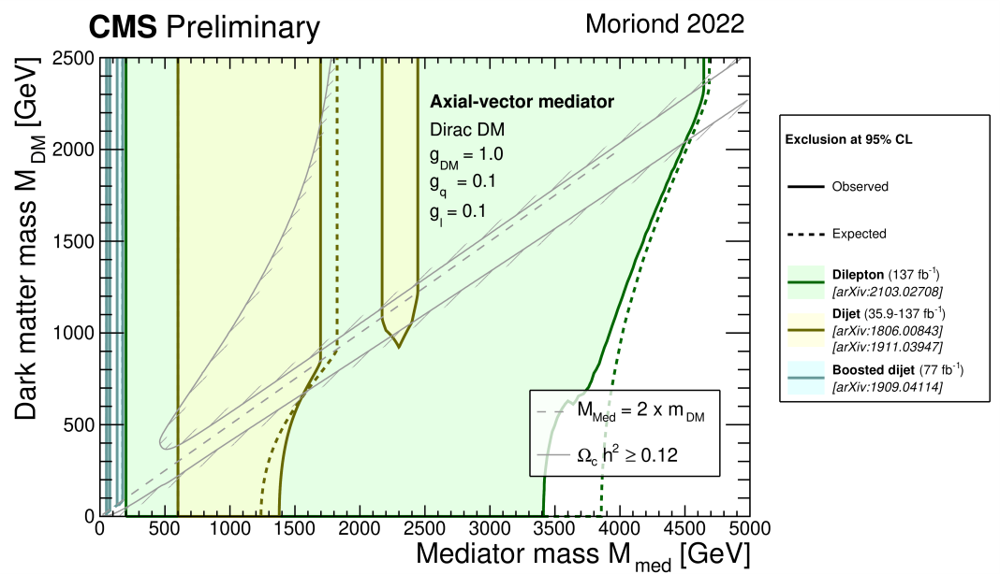 CMS Preliminary
Moriond 2022
Dark matter mass M_DM [GeV]
2500
2000
1500
1000
500
0
Axial-vector mediator
Dirac DM
g_DM = 1.0
g_q = 0.1
g_l = 0.1
M_Med = 2 x m_DM
Ω_c h² ≥ 0.12
0 500 1000 1500 2000 2500 3000 3500 4000 4500 5000
Mediator mass M_med [GeV]
Exclusion at 95% CL
Observed
Expected
Dilepton (137 fb⁻¹)
[arXiv:2103.02708]
Dijet (35.9-137 fb⁻¹)
[arXiv:1806.00843]
[arXiv:1911.03947]
Boosted dijet (77 fb⁻¹)
[arXiv:1909.04114]